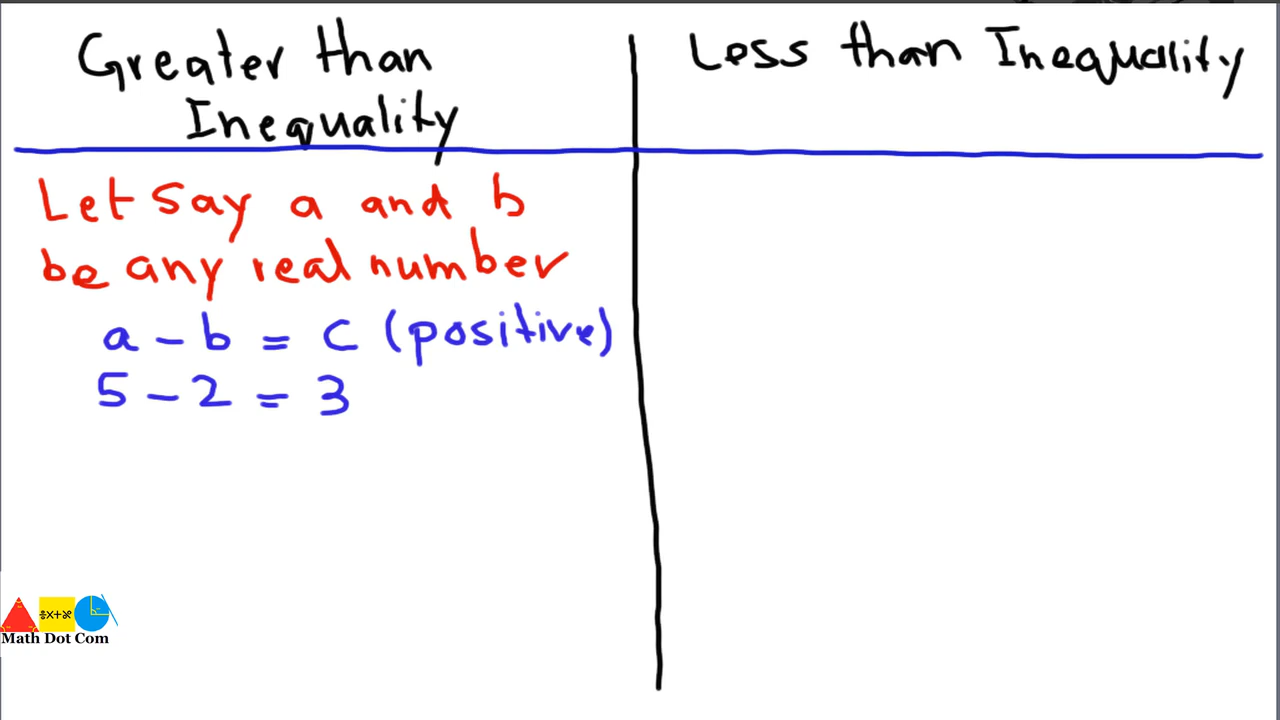 Greater than
Inequality
Less than Inequality
Let Say a and b
be any real number
a - b = c (positive)
5 - 2 = 3
Math Dot Com